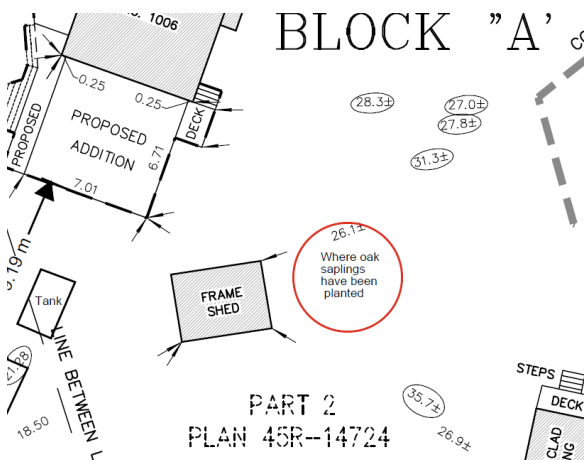 1006
BLOCK "A'
0.25
0.25
28.3±
27.0±
27.8±
31.3±
PROPOSED
PROPOSED
ADDITION
DECK
6.71
7.01
26.1±
Where oak
saplings
have been
planted
.19 m
Tank
FRAME
SHED
LINE BETWEEN L
18.50
PART 2
PLAN 45R--14724
35.7±
26.9±
STEPS
DECK
CLAD